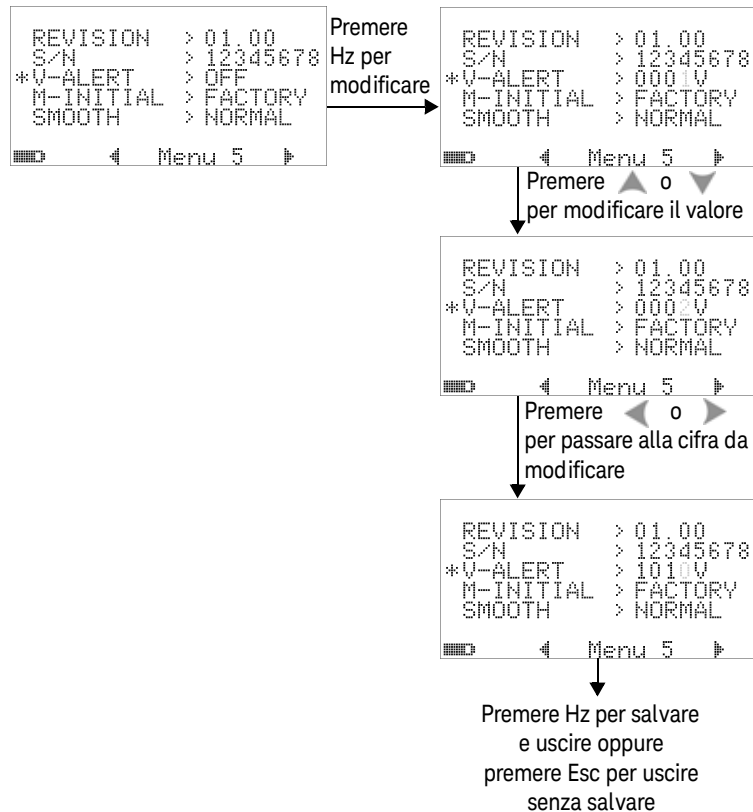 REVISION > 01.00
S/N > 12345678
*V-ALERT > OFF
M-INITIAL > FACTORY
SMOOTH > NORMAL
Menu 5
Premere
Hz per
modificare
REVISION > 01.00
S/N > 12345678
*V-ALERT > 0001V
M-INITIAL > FACTORY
SMOOTH > NORMAL
Menu 5
Premere o
per modificare il valore
REVISION > 01.00
S/N > 12345678
*V-ALERT > 0002V
M-INITIAL > FACTORY
SMOOTH > NORMAL
Menu 5
Premere o
per passare alla cifra da
modificare
REVISION > 01.00
S/N > 12345678
*V-ALERT > 1010V
M-INITIAL > FACTORY
SMOOTH > NORMAL
Menu 5
Premere Hz per salvare
e uscire oppure
premere Esc per uscire
senza salvare